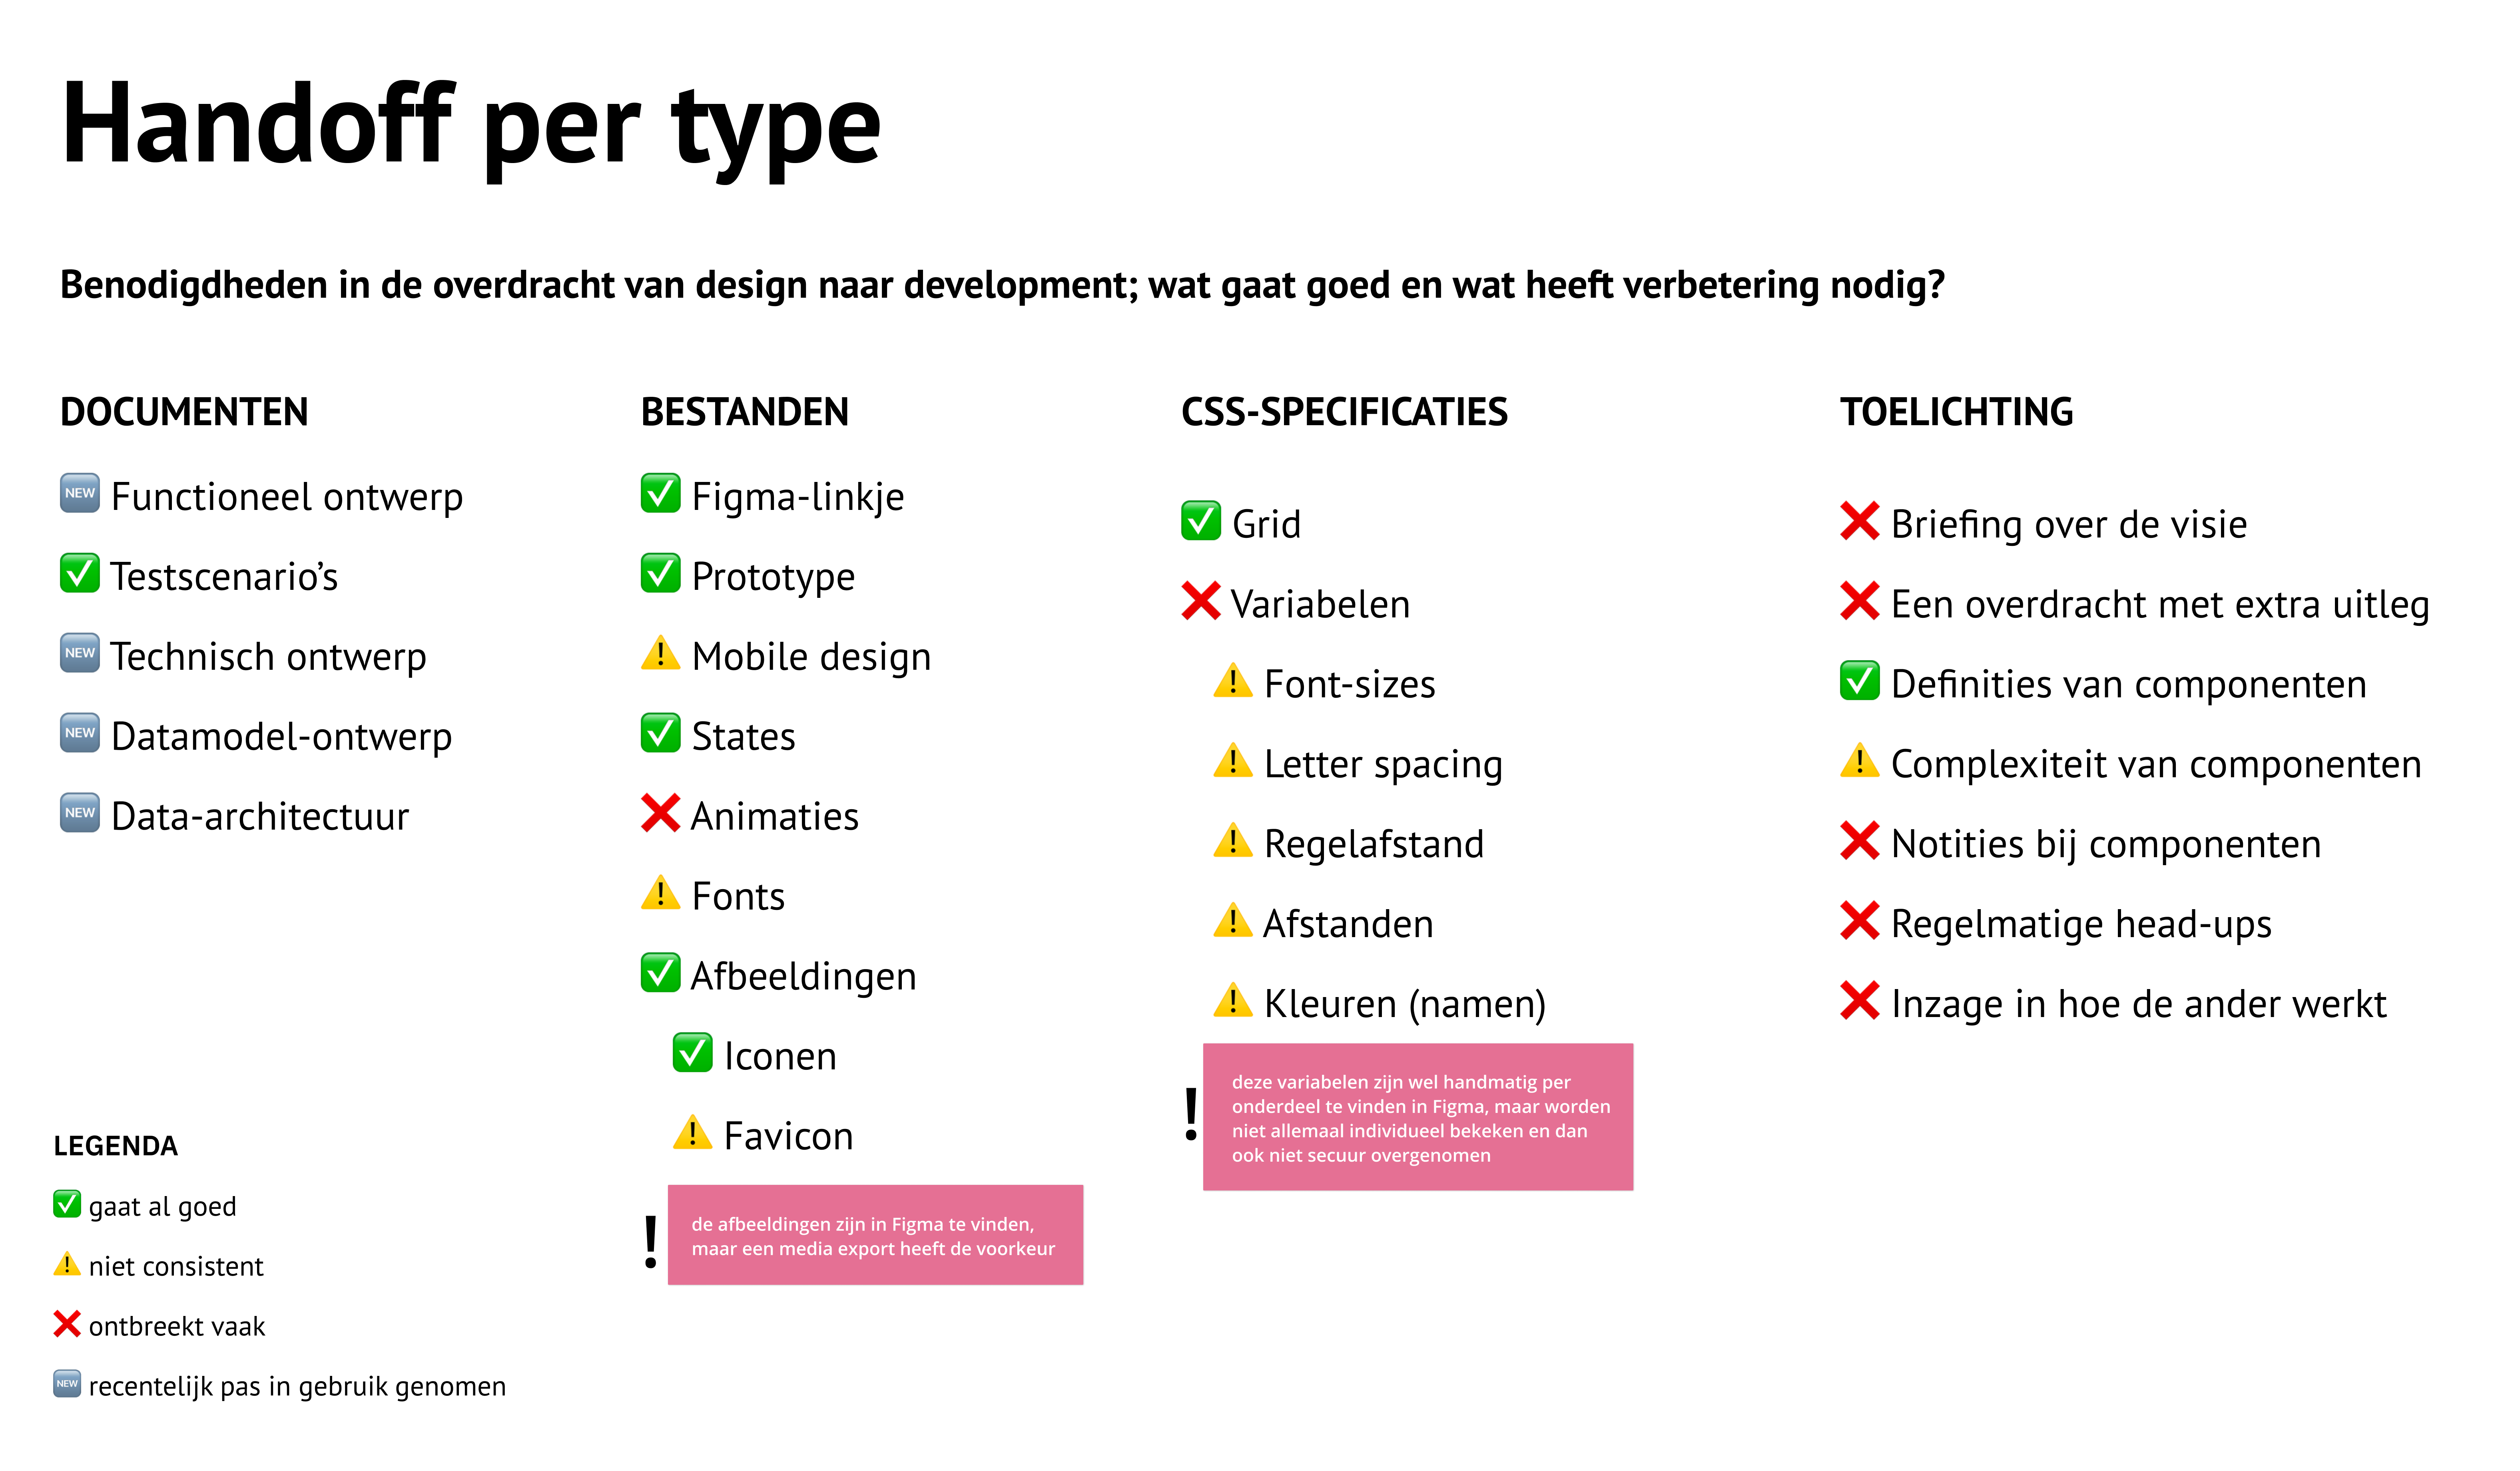 Handoff per type
Benodigdheden in de overdracht van design naar development; wat gaat goed en wat heeft verbetering nodig?
DOCUMENTEN
🆕 Functioneel ontwerp
✅ Testscenario’s
🆕 Technisch ontwerp
🆕 Datamodel-ontwerp
🆕 Data-architectuur
BESTANDEN
✅ Figma-linkje
✅ Prototype
⚠️ Mobile design
✅ States
❌ Animaties
⚠️ Fonts
✅ Afbeeldingen
✅ Iconen
⚠️ Favicon
!
de afbeeldingen zijn in Figma te vinden,
maar een media export heeft de voorkeur
CSS-SPECIFICATIES
✅ Grid
❌ Variabelen
⚠️ Font-sizes
⚠️ Letter spacing
⚠️ Regelafstand
⚠️ Afstanden
⚠️ Kleuren (namen)
!
deze variabelen zijn wel handmatig per
onderdeel te vinden in Figma, maar worden
niet allemaal individueel bekeken en dan
ook niet secuur overgenomen
TOELICHTING
❌ Briefing over de visie
❌ Een overdracht met extra uitleg
✅ Definities van componenten
⚠️ Complexiteit van componenten
❌ Notities bij componenten
❌ Regelmatige head-ups
❌ Inzage in hoe de ander werkt
LEGENDA
✅ gaat al goed
⚠️ niet consistent
❌ ontbreekt vaak
🆕 recentelijk pas in gebruik genomen